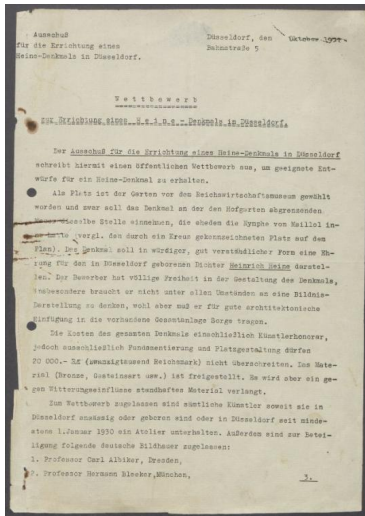 Ausschuß
für die Errichtung eines
Heine-Denkmals in Düsseldorf.
Düsseldorf, den Oktober 1931
Bahnstraße 5
Wettbewerb
zur Errichtung eines Heine-Denkmals in Düsseldorf.
Der Ausschuß für die Errichtung eines Heine-Denkmals in Düsseldorf
schreibt hiermit einen öffentlichen Wettbewerb aus, um geeignete Ent-
würfe für ein Heine-Denkmal zu erhalten.
Als Platz ist der Garten vor dem Reichswirtschaftsmuseum gewählt
worden und zwar soll das Denkmal an der den Hofgarten abgrenzenden
dieselbe Stelle einnehmen, die ehedem die Nymphe von Maillol in-
ne hatte (vergl. den durch ein Kreuz gekennzeichneten Platz auf dem
Plan). Das Denkmal soll in würdiger, gut verständlicher Form eine Eh-
rung für den in Düsseldorf geborenen Dichter Heinrich Heine darstel-
len. Der Bewerber hat völlige Freiheit in der Gestaltung des Denkmals,
insbesondere braucht er nicht unter allen Umständen an eine Bildnis-
Darstellung zu denken, wohl aber muß er für gute architektonische
Einfügung in die vorhandene Gesamtanlage Sorge tragen.
Die Kosten des gesamten Denkmals einschließlich Künstlerhonorar,
jedoch ausschließlich Fundamentierung und Platzgestaltung dürfen
20 000.- RM (zwanzigtausend Reichsmark) nicht überschreiten. Das Mate-
rial (Bronze, Gesteinsart usw.) ist freigestellt. Es wird aber ein ge-
gen Witterungseinflüsse standhaftes Material verlangt.
Zum Wettbewerb zugelassen sind sämtliche Künstler soweit sie in
Düsseldorf ansässig oder geboren sind oder in Düsseldorf seit minde-
stens 1.Januar 1930 ein Atelier unterhalten. Außerdem sind zur Betei-
ligung folgende deutsche Bildhauer zugelassen:
1. Professor Carl Albiker, Dresden,
2. Professor Hermann Bleeker,München,
3.